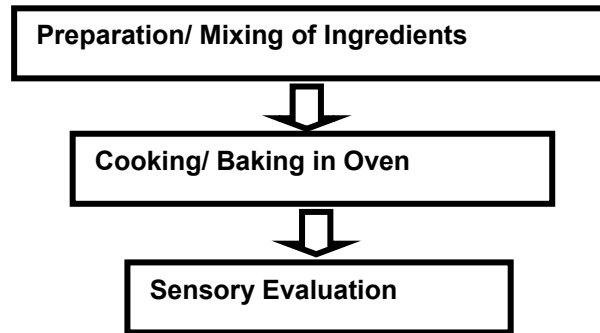 Preparation/ Mixing of Ingredients
Cooking/ Baking in Oven
Sensory Evaluation